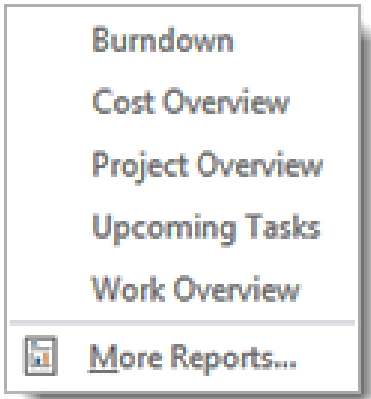 Burndown
Cost Overview
Project Overview
Upcoming Tasks
Work Overview
More Reports...